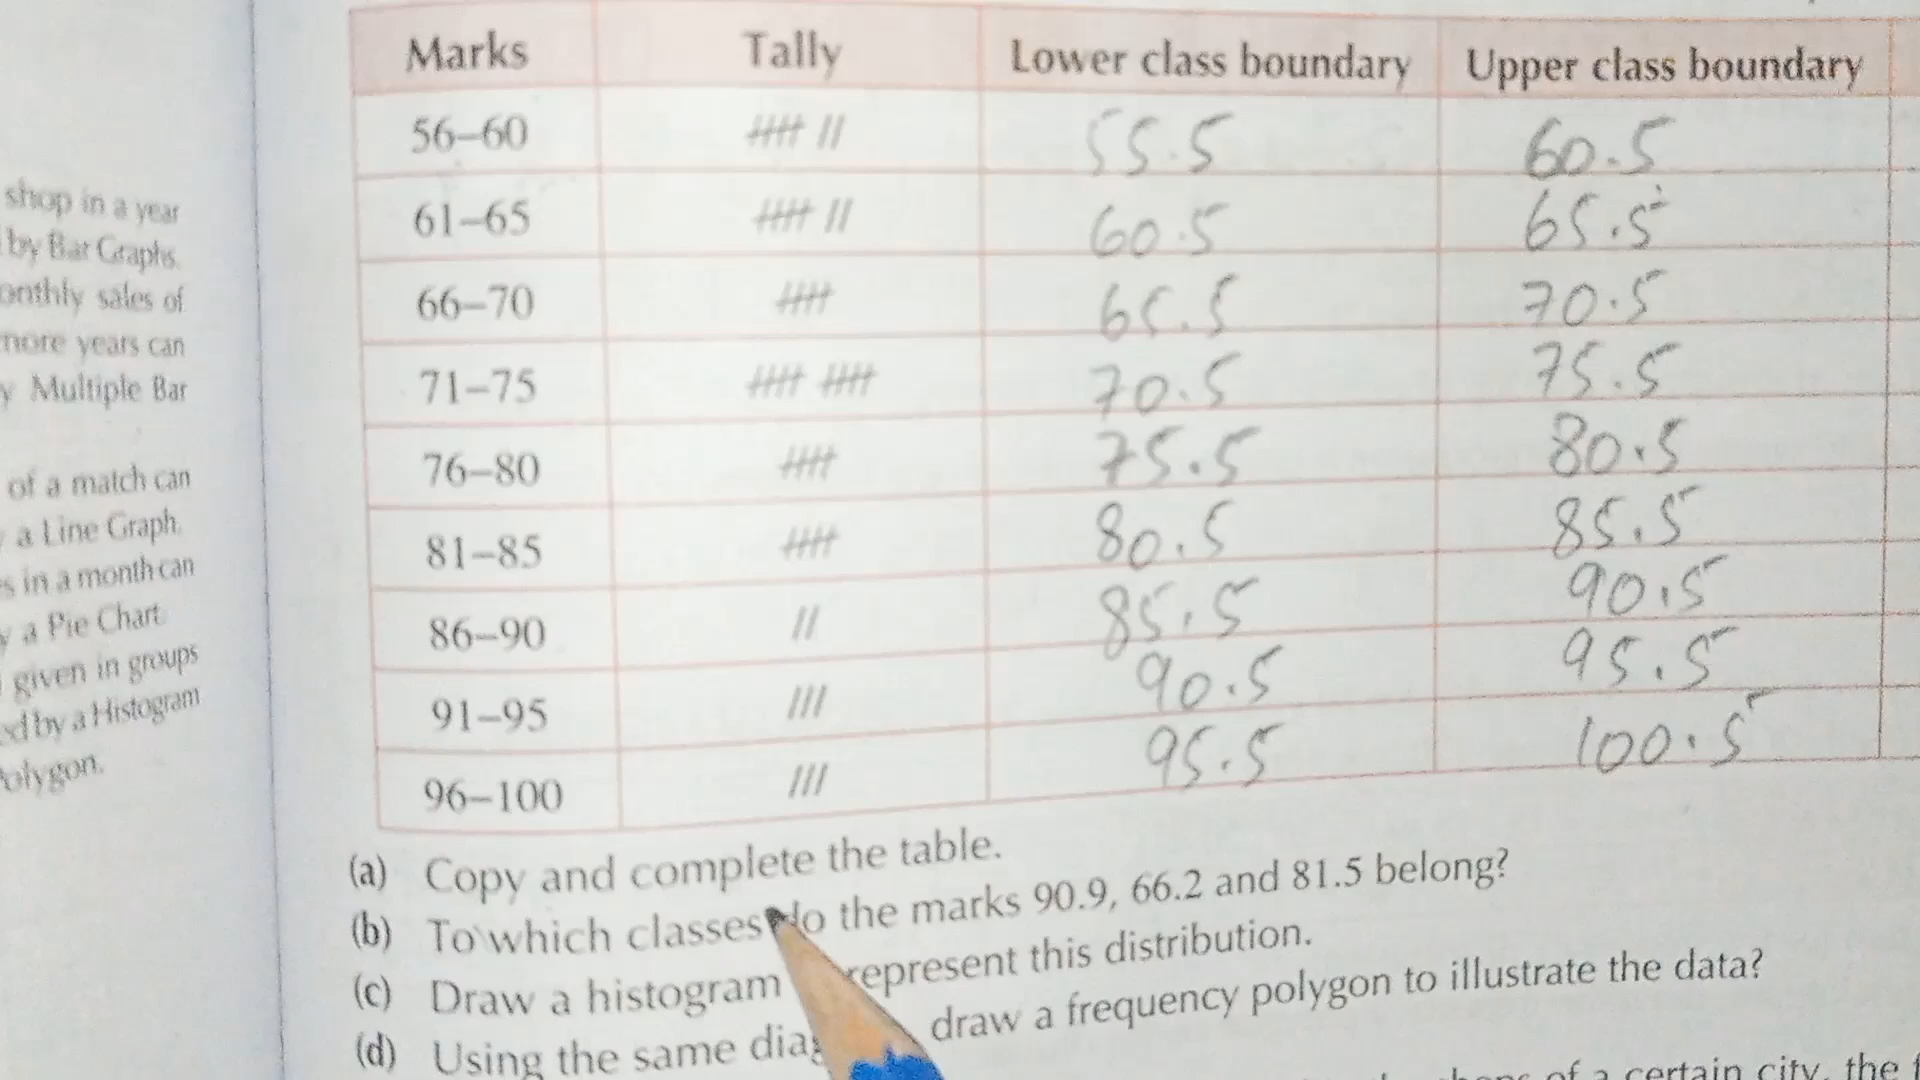 shop in a year
by Bar Graphs.
onthly sales of
more years can
y Multiple Bar
of a match can
a Line Graph.
s in a month can
y a Pie Chart.
given in groups
ed by a Histogram
Polygon.
Marks Tally Lower class boundary Upper class boundary
56–60 55.5 60.5
61–65 60.5 65.5
66–70 65.5 70.5
71–75 70.5 75.5
76–80 75.5 80.5
81–85 80.5 85.5
86–90 85.5 90.5
91–95 90.5 95.5
96–100 95.5 100.5
(a) Copy and complete the table.
(b) To which classes do the marks 90.9, 66.2 and 81.5 belong?
(c) Draw a histogram represent this distribution.
(d) Using the same draw a frequency polygon to illustrate the data?
of a certain city, the